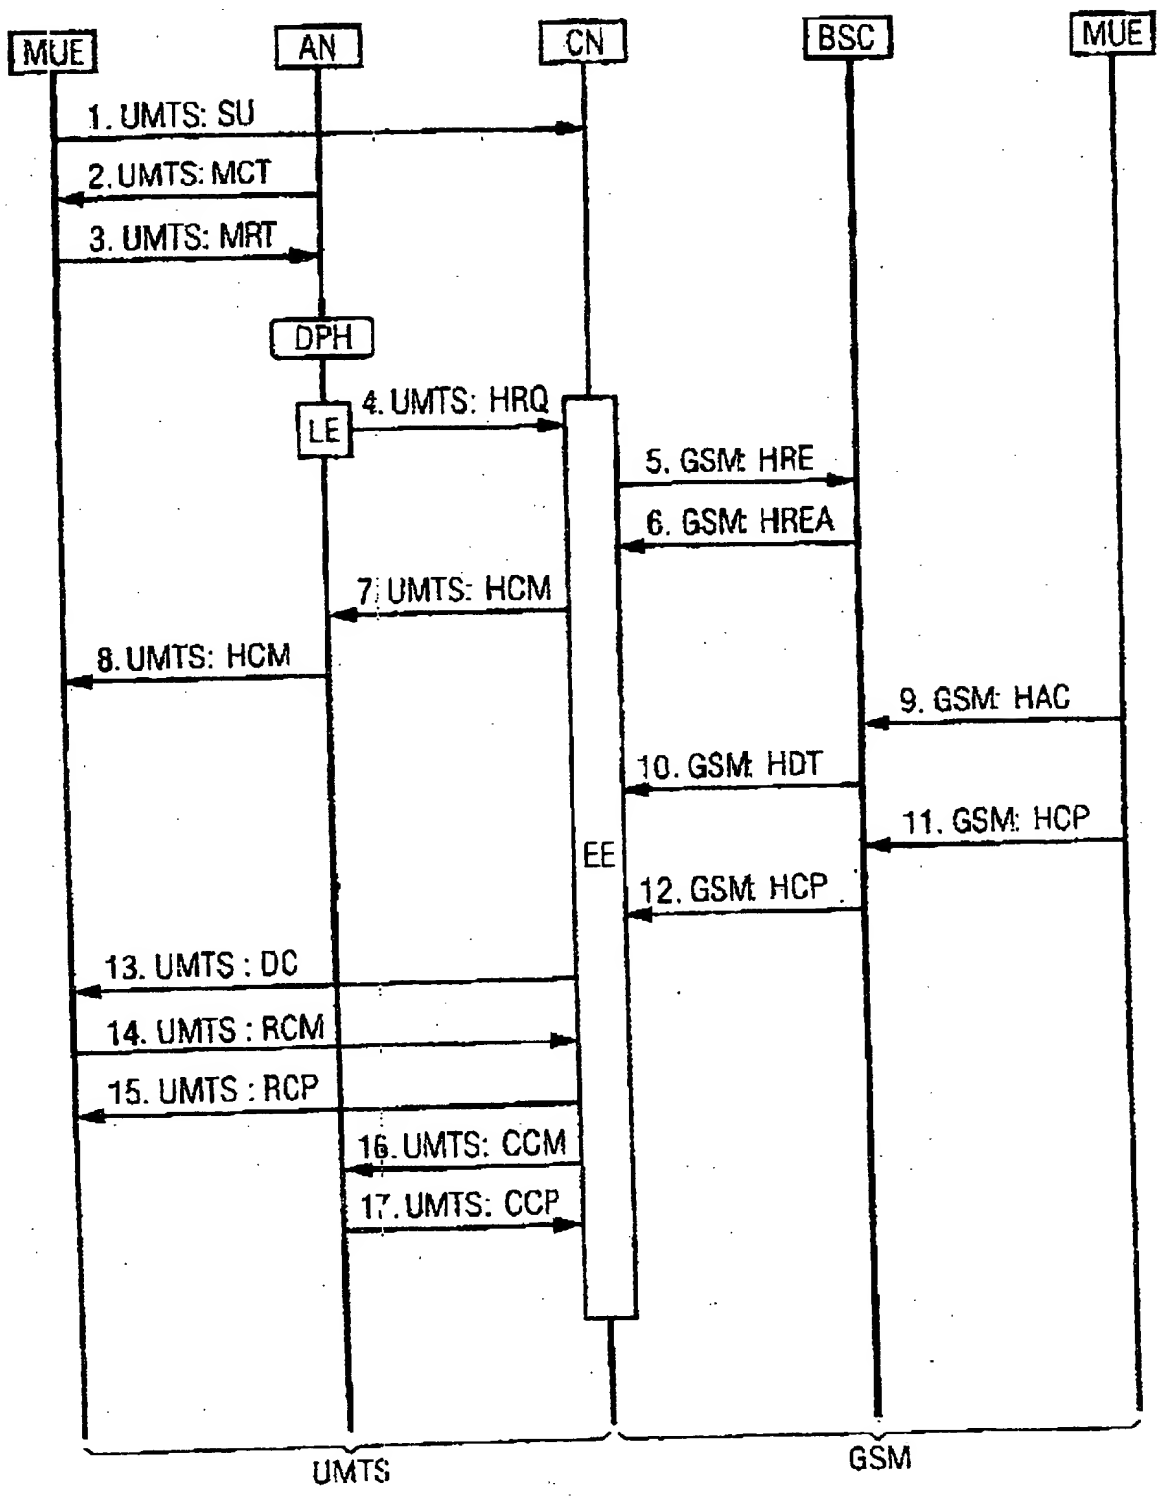 MUE
AN
CN
BSC
MUE
1. UMTS: SU
2. UMTS: MCT
3. UMTS: MRT
DPH
LE
4. UMTS: HRQ
5. GSM: HRE
6. GSM: HREA
7. UMTS: HCM
8. UMTS: HCM
9. GSM: HAC
10. GSM: HDT
11. GSM: HCP
EE
12. GSM: HCP
13. UMTS : DC
14. UMTS : RCM
15. UMTS : RCP
16. UMTS: CCM
17. UMTS: CCP
UMTS
GSM